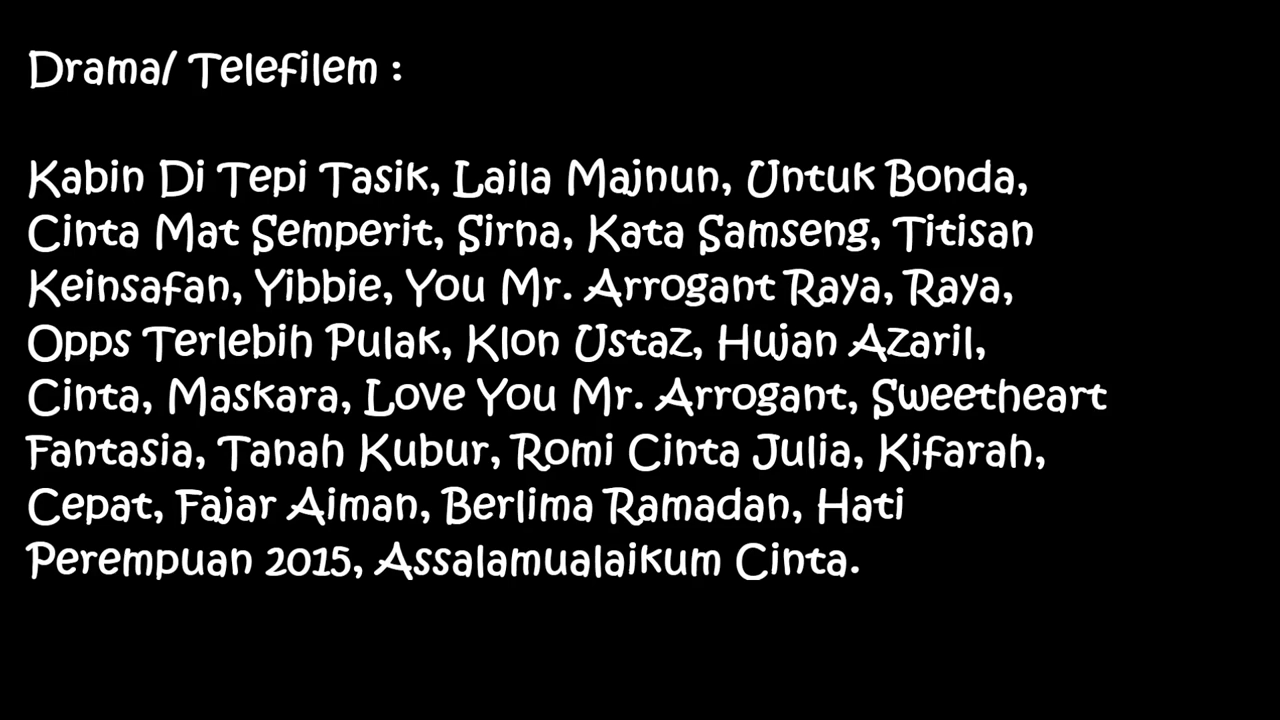 Drama/ Telefilem :
Kabin Di Tepi Tasik, Laila Majnun, Untuk Bonda,
Cinta Mat Semperit, Sirna, Kata Samseng, Titisan
Keinsafan, Yibbie, You Mr. Arrogant Raya, Raya,
Opps Terlebih Pulak, Klon Ustaz, Hujan Azaril,
Cinta, Maskara, Love You Mr. Arrogant, Sweetheart
Fantasia, Tanah Kubur, Romi Cinta Julia, Kifarah,
Cepat, Fajar Aiman, Berlima Ramadan, Hati
Perempuan 2015, Assalamualaikum Cinta.